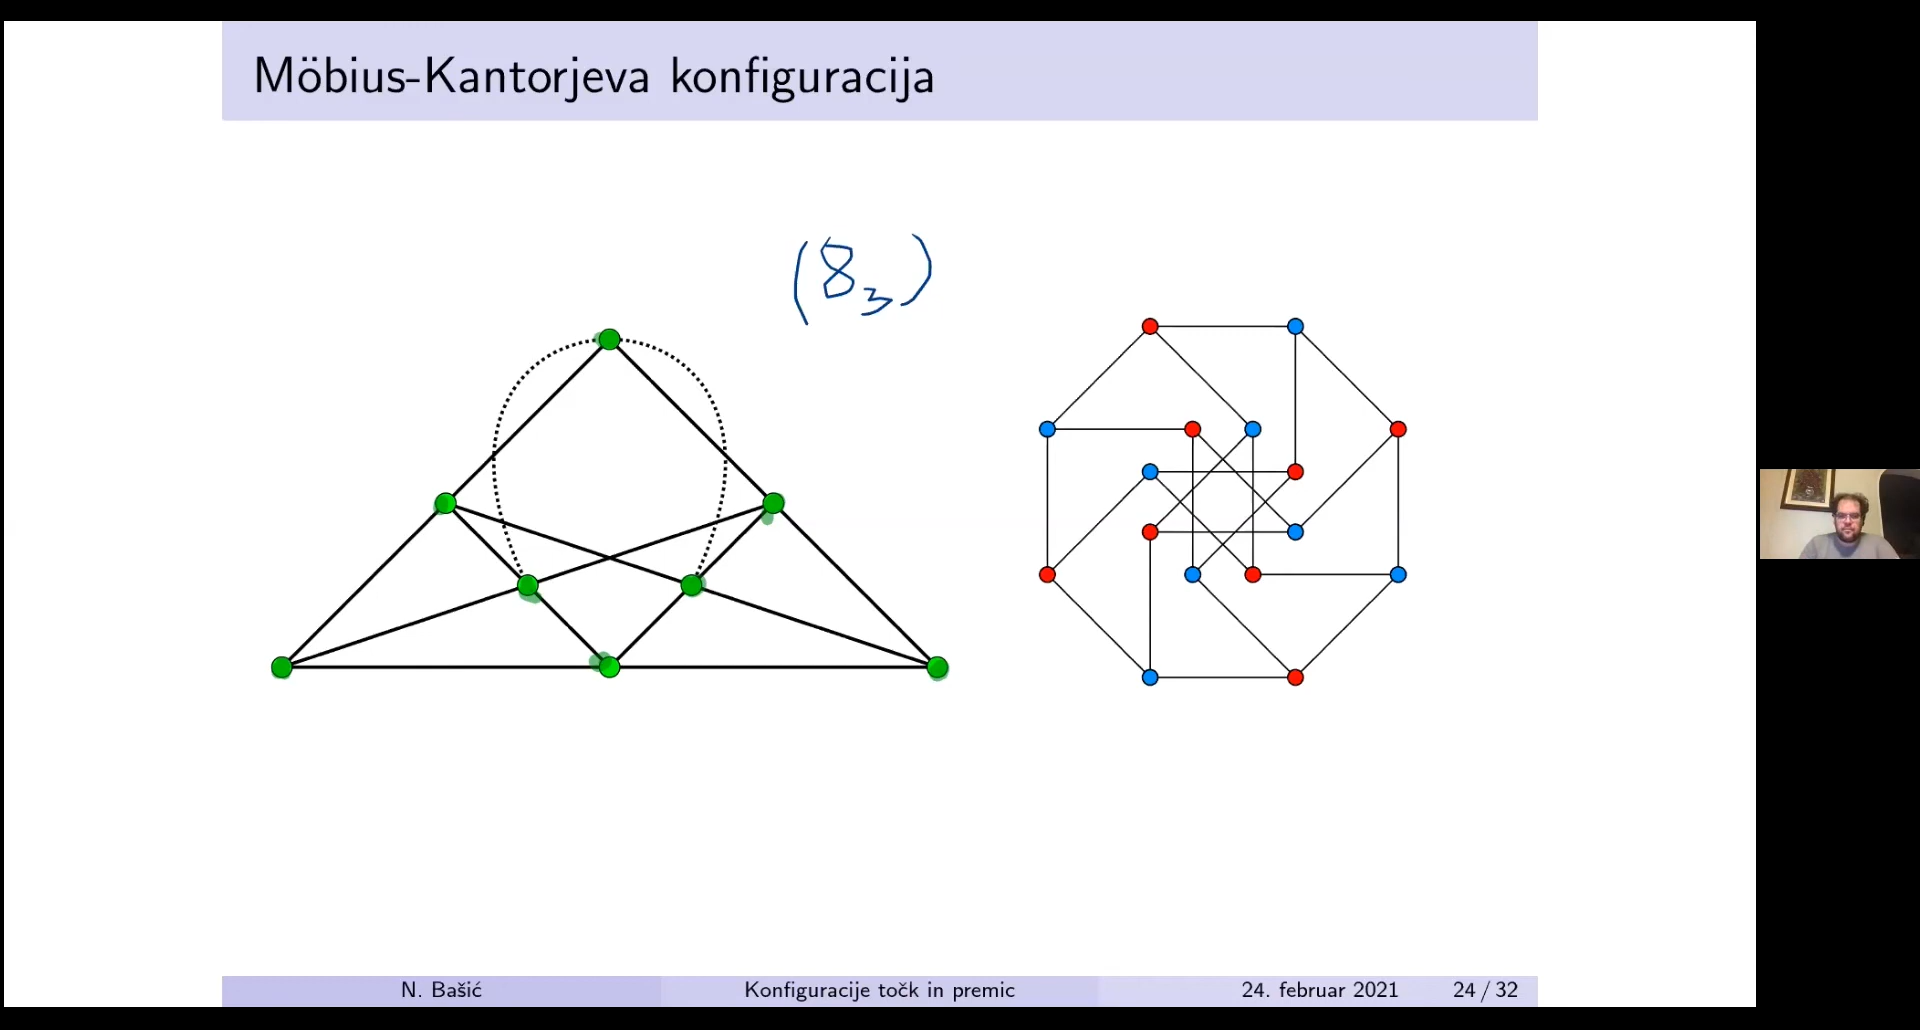 Möbius-Kantorjeva konfiguracija
(8₃)
N. Bašić
Konfiguracije točk in premic
24. februar 2021
24 / 32